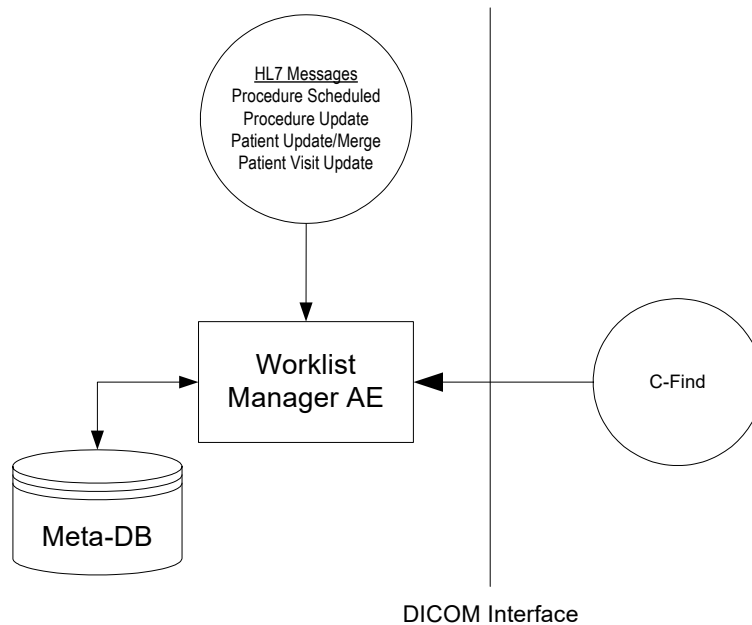 HL7 Messages
Procedure Scheduled
Procedure Update
Patient Update/Merge
Patient Visit Update
Worklist
Manager AE
C-Find
Meta-DB
DICOM Interface